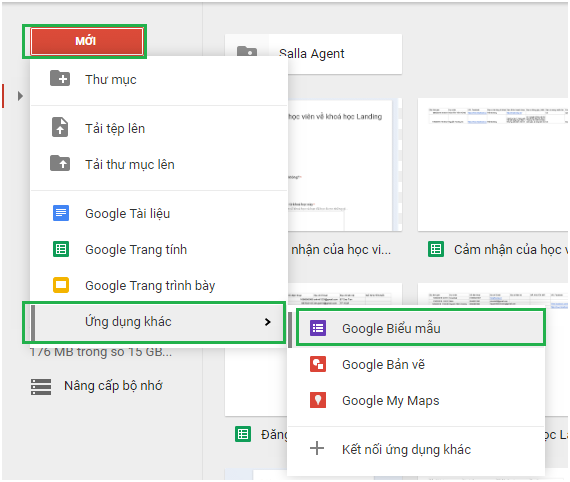 MỚI
Salla Agent
Thư mục
Tải tệp lên
học viên về khoá học Landing
Tải thư mục lên
Google Tài liệu
Google Trang tính
nhận của học vi...
Cảm nhận của học v...
Google Trang trình bày
Ứng dụng khác
Google Biểu mẫu
176 MB trong số 15 GB...
Google Bản vẽ
Nâng cấp bộ nhớ
Google My Maps
Đăng
học Lan
Kết nối ứng dụng khác